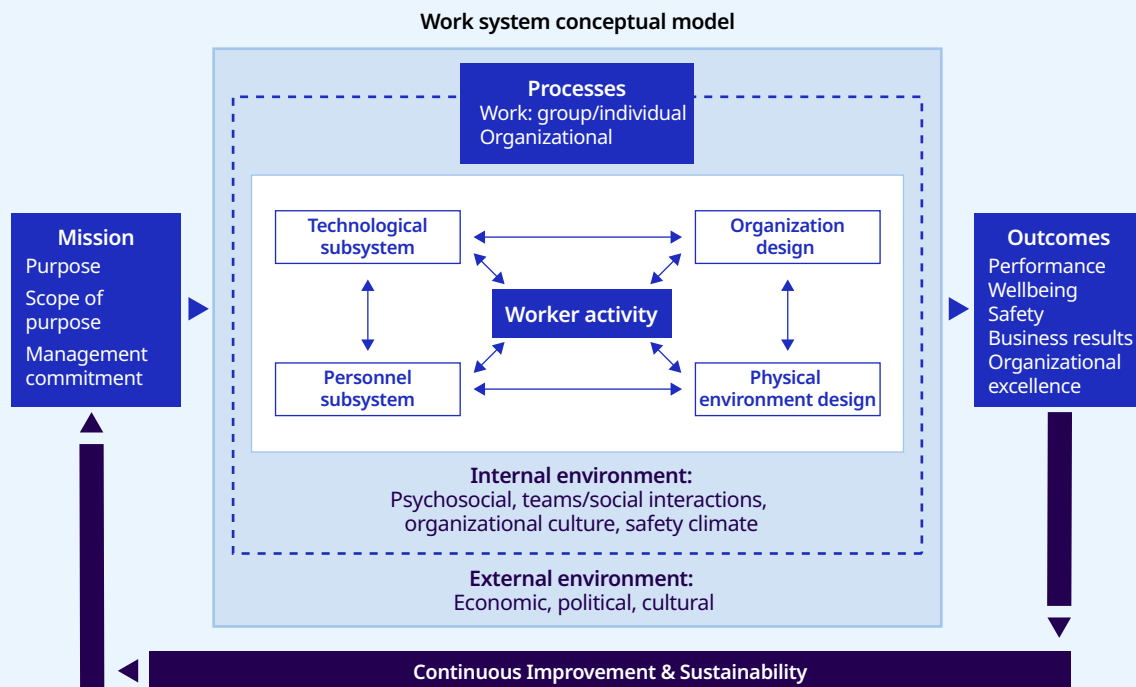 Work system conceptual model
Processes
Work: group/individual
Organizational
Mission
Purpose
Scope of
purpose
Management
commitment
Technological
subsystem
Organization
design
Worker activity
Personnel
subsystem
Physical
environment design
Internal environment:
Psychosocial, teams/social interactions,
organizational culture, safety climate
External environment:
Economic, political, cultural
Outcomes
Performance
Wellbeing
Safety
Business results
Organizational
excellence
Continuous Improvement & Sustainability